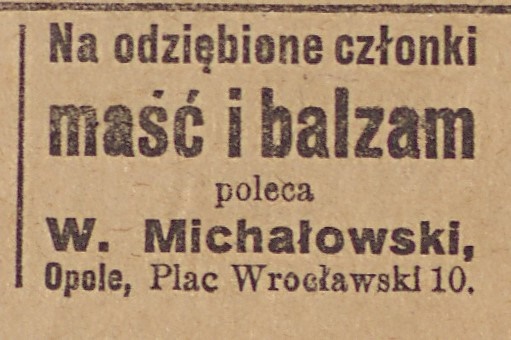 Na odziębione członki
maść i balzam
poleca
W. Michałowski,
Opole, Plac Wrocławski 10.